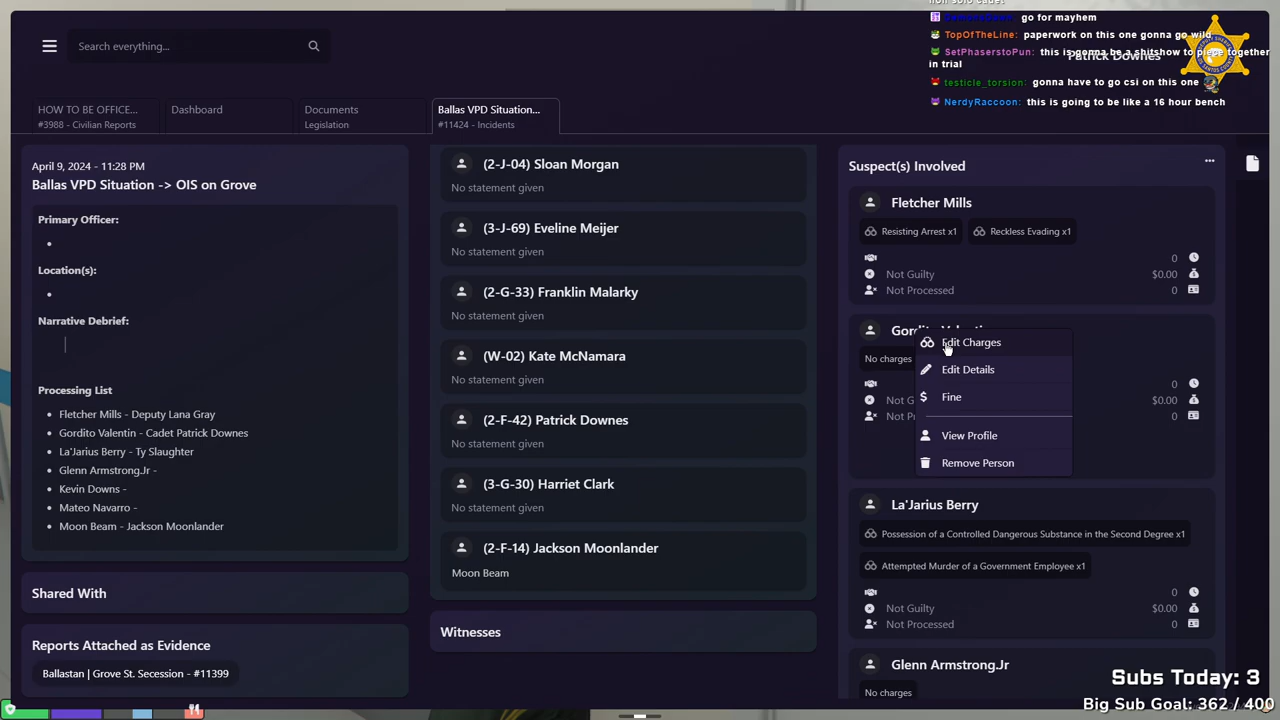 non solo cadet
DemonsDawn: go for mayhem
TopOfTheLine: paperwork on this one gonna go wild
SetPhaserstoPun: this is gonna be a shitshow to piece together
in trial
testicle_torsion: gonna have to go csi on this one
NerdyRaccoon: this is going to be like a 16 hour bench
Search everything...
Patrick Downes
HOW TO BE OFFICE...
#3988 - Civilian Reports
Dashboard
Documents
Legislation
Ballas VPD Situation...
#11424 - Incidents
April 9, 2024 - 11:28 PM
Ballas VPD Situation -> OIS on Grove
Primary Officer:
Location(s):
Narrative Debrief:
Processing List
Fletcher Mills - Deputy Lana Gray
Gordito Valentin - Cadet Patrick Downes
La'Jarius Berry - Ty Slaughter
Glenn Armstrong.Jr -
Kevin Downs -
Mateo Navarro -
Moon Beam - Jackson Moonlander
Shared With
Reports Attached as Evidence
Ballastan | Grove St. Secession - #11399
(2-J-04) Sloan Morgan
No statement given
(3-J-69) Eveline Meijer
No statement given
(2-G-33) Franklin Malarky
No statement given
(W-02) Kate McNamara
No statement given
(2-F-42) Patrick Downes
No statement given
(3-G-30) Harriet Clark
No statement given
(2-F-14) Jackson Moonlander
Moon Beam
Witnesses
Suspect(s) Involved
Fletcher Mills
Resisting Arrest x1
Reckless Evading x1
0
Not Guilty
$0.00
Not Processed
0
No charges
0
$0.00
0
Edit Charges
Edit Details
Fine
View Profile
Remove Person
La'Jarius Berry
Possession of a Controlled Dangerous Substance in the Second Degree x1
Attempted Murder of a Government Employee x1
0
Not Guilty
$0.00
Not Processed
0
Glenn Armstrong.Jr
No charges
Subs Today: 3
Big Sub Goal: 362 / 400